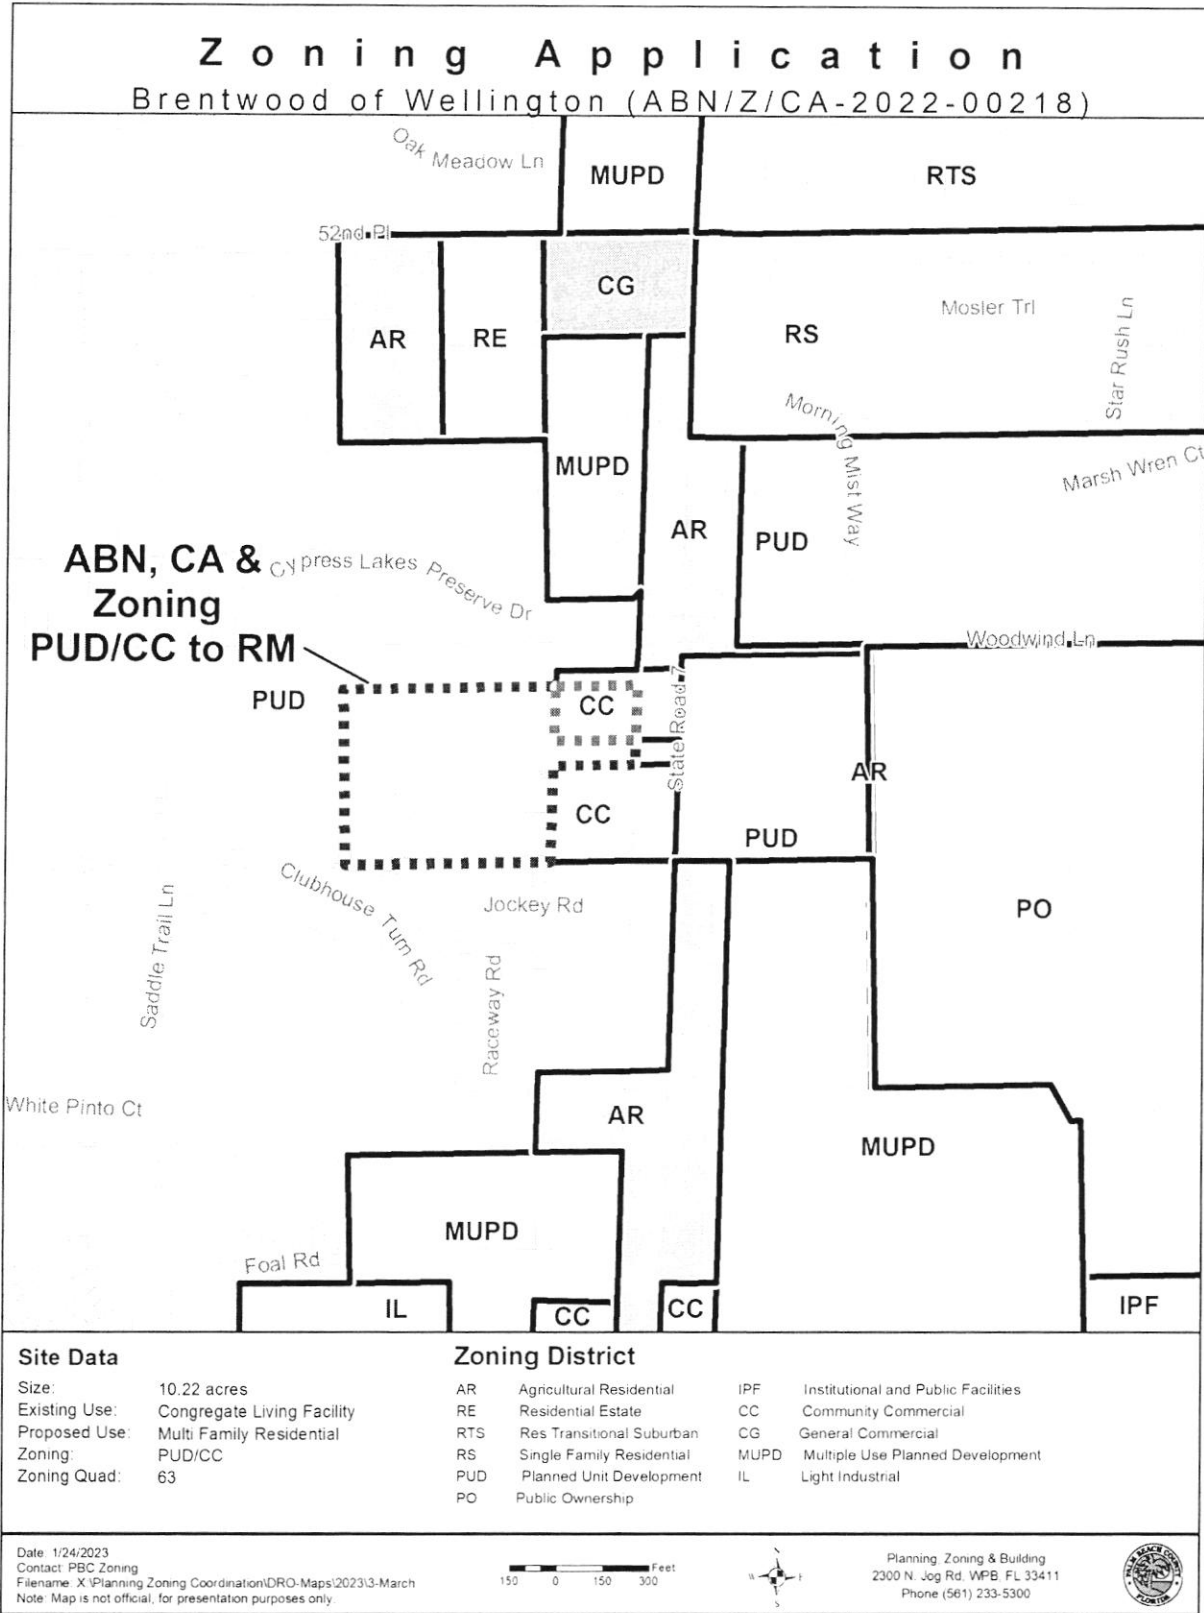 Zoning Application
Brentwood of Wellington (ABN/Z/CA-2022-00218)
Oak Meadow Ln
MUPD
RTS
52nd Pl
CG
AR
RE
RS
Mosler Trl
Star Rush Ln
Morning Mist Way
MUPD
Marsh Wren Ct
AR
PUD
ABN, CA &
Zoning
PUD/CC to RM
Cypress Lakes Preserve Dr
Woodwind Ln
PUD
CC
State Road 7
AR
CC
PUD
Clubhouse Turn Rd
Jockey Rd
PO
Saddle Trail Ln
Raceway Rd
White Pinto Ct
AR
MUPD
MUPD
Foal Rd
IL
CC
CC
IPF
Site Data
Size: 10.22 acres
Existing Use: Congregate Living Facility
Proposed Use: Multi Family Residential
Zoning: PUD/CC
Zoning Quad: 63
Zoning District
AR Agricultural Residential
RE Residential Estate
RTS Res Transitional Suburban
RS Single Family Residential
PUD Planned Unit Development
PO Public Ownership
IPF Institutional and Public Facilities
CC Community Commercial
CG General Commercial
MUPD Multiple Use Planned Development
IL Light Industrial
Date: 1/24/2023
Contact: PBC Zoning
Filename: X:\Planning Zoning Coordination\DRO-Maps\2023\3-March
Note: Map is not official, for presentation purposes only.
Feet
150 0 150 300
W E
S
Planning, Zoning & Building
2300 N. Jog Rd, WPB, FL 33411
Phone (561) 233-5300
PALM BEACH COUNTY
FLORIDA